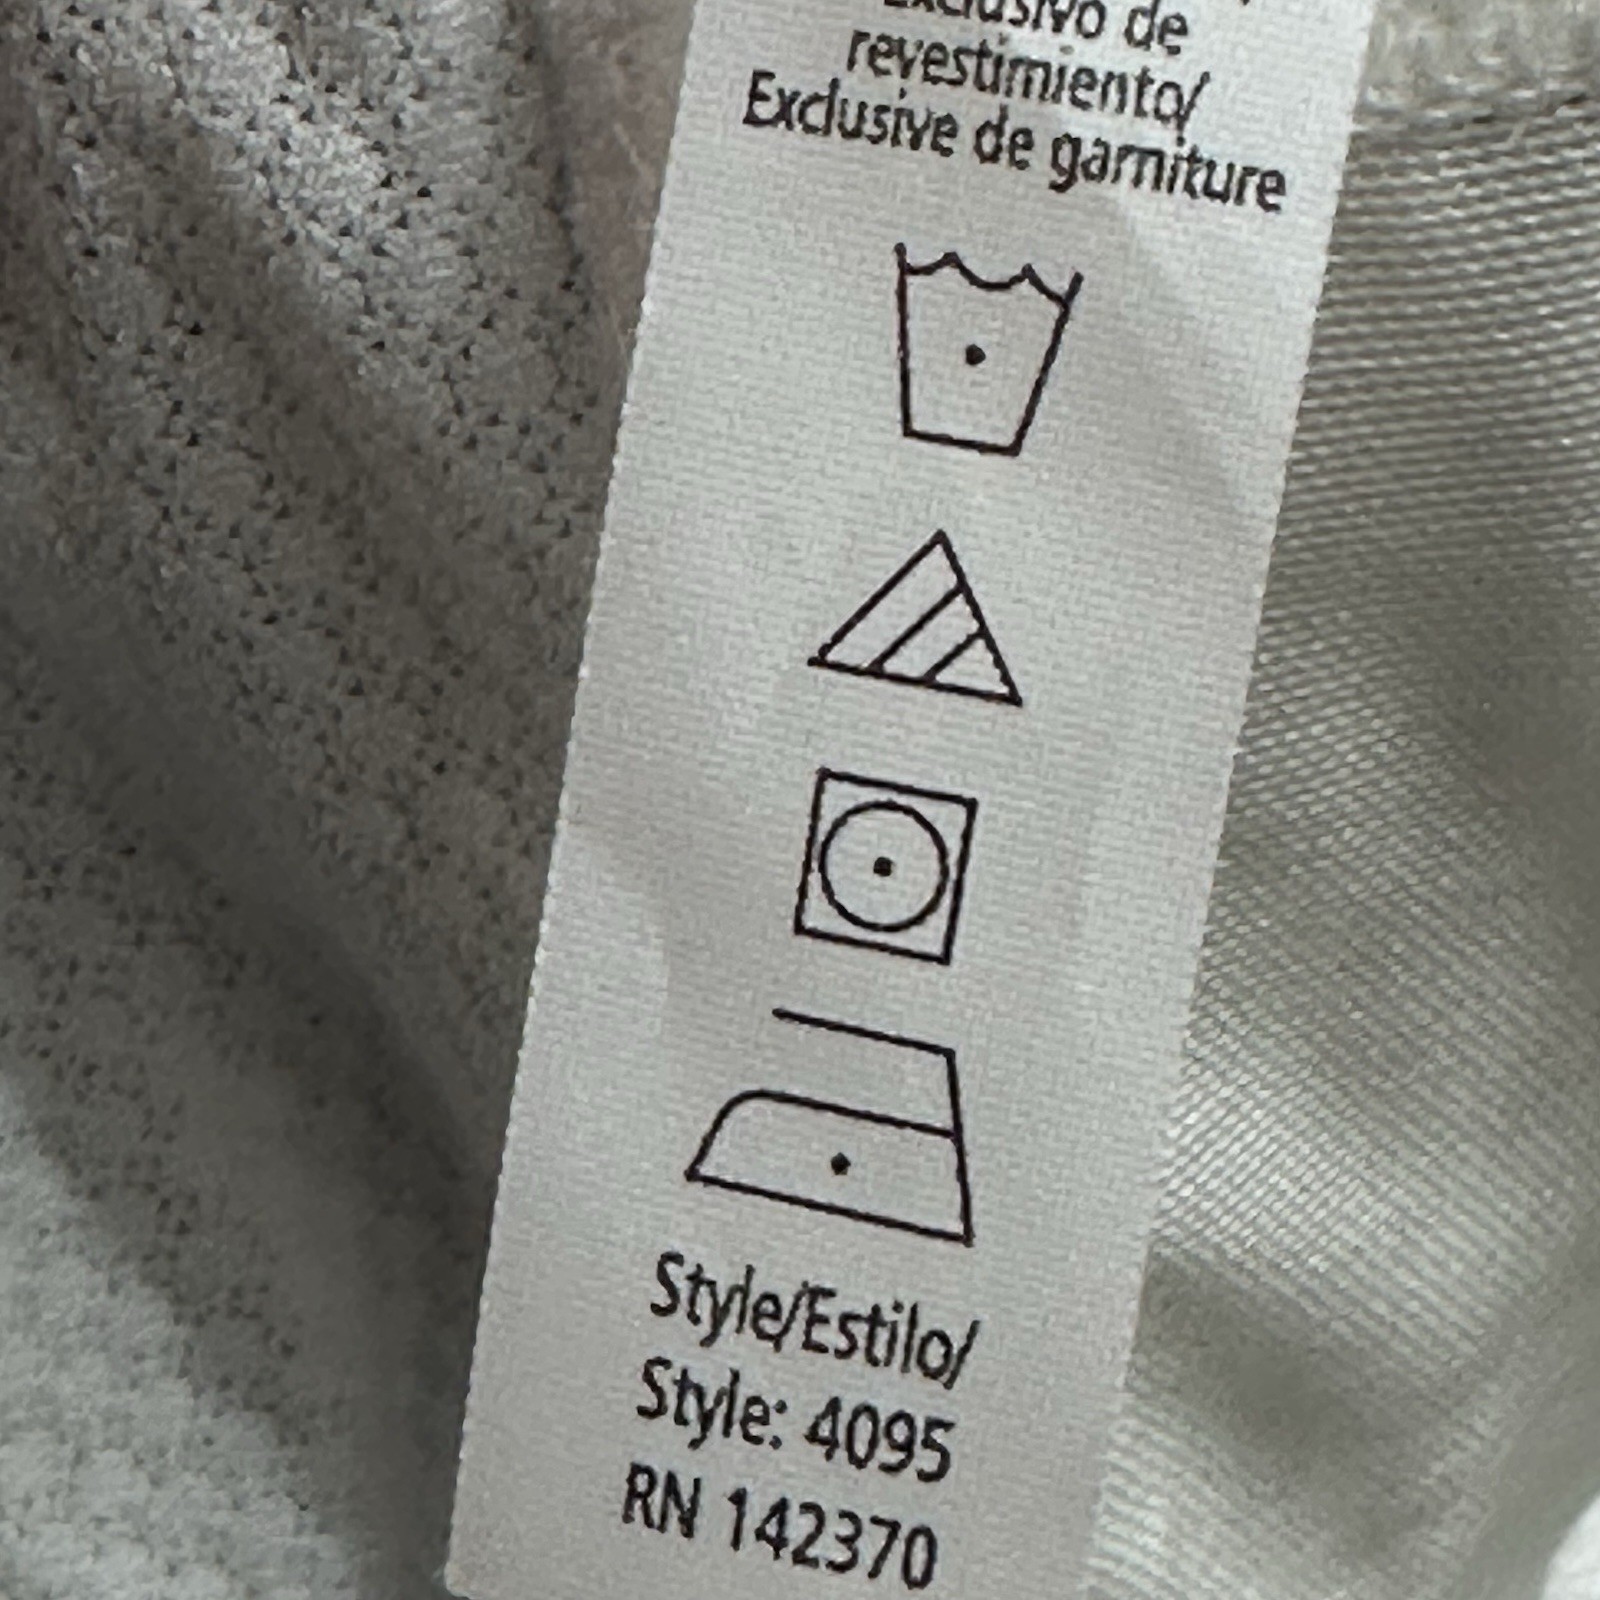 Exclusivo de
revestimiento/
Exclusive de garniture
Style/Estilo/
Style: 4095
RN 142370